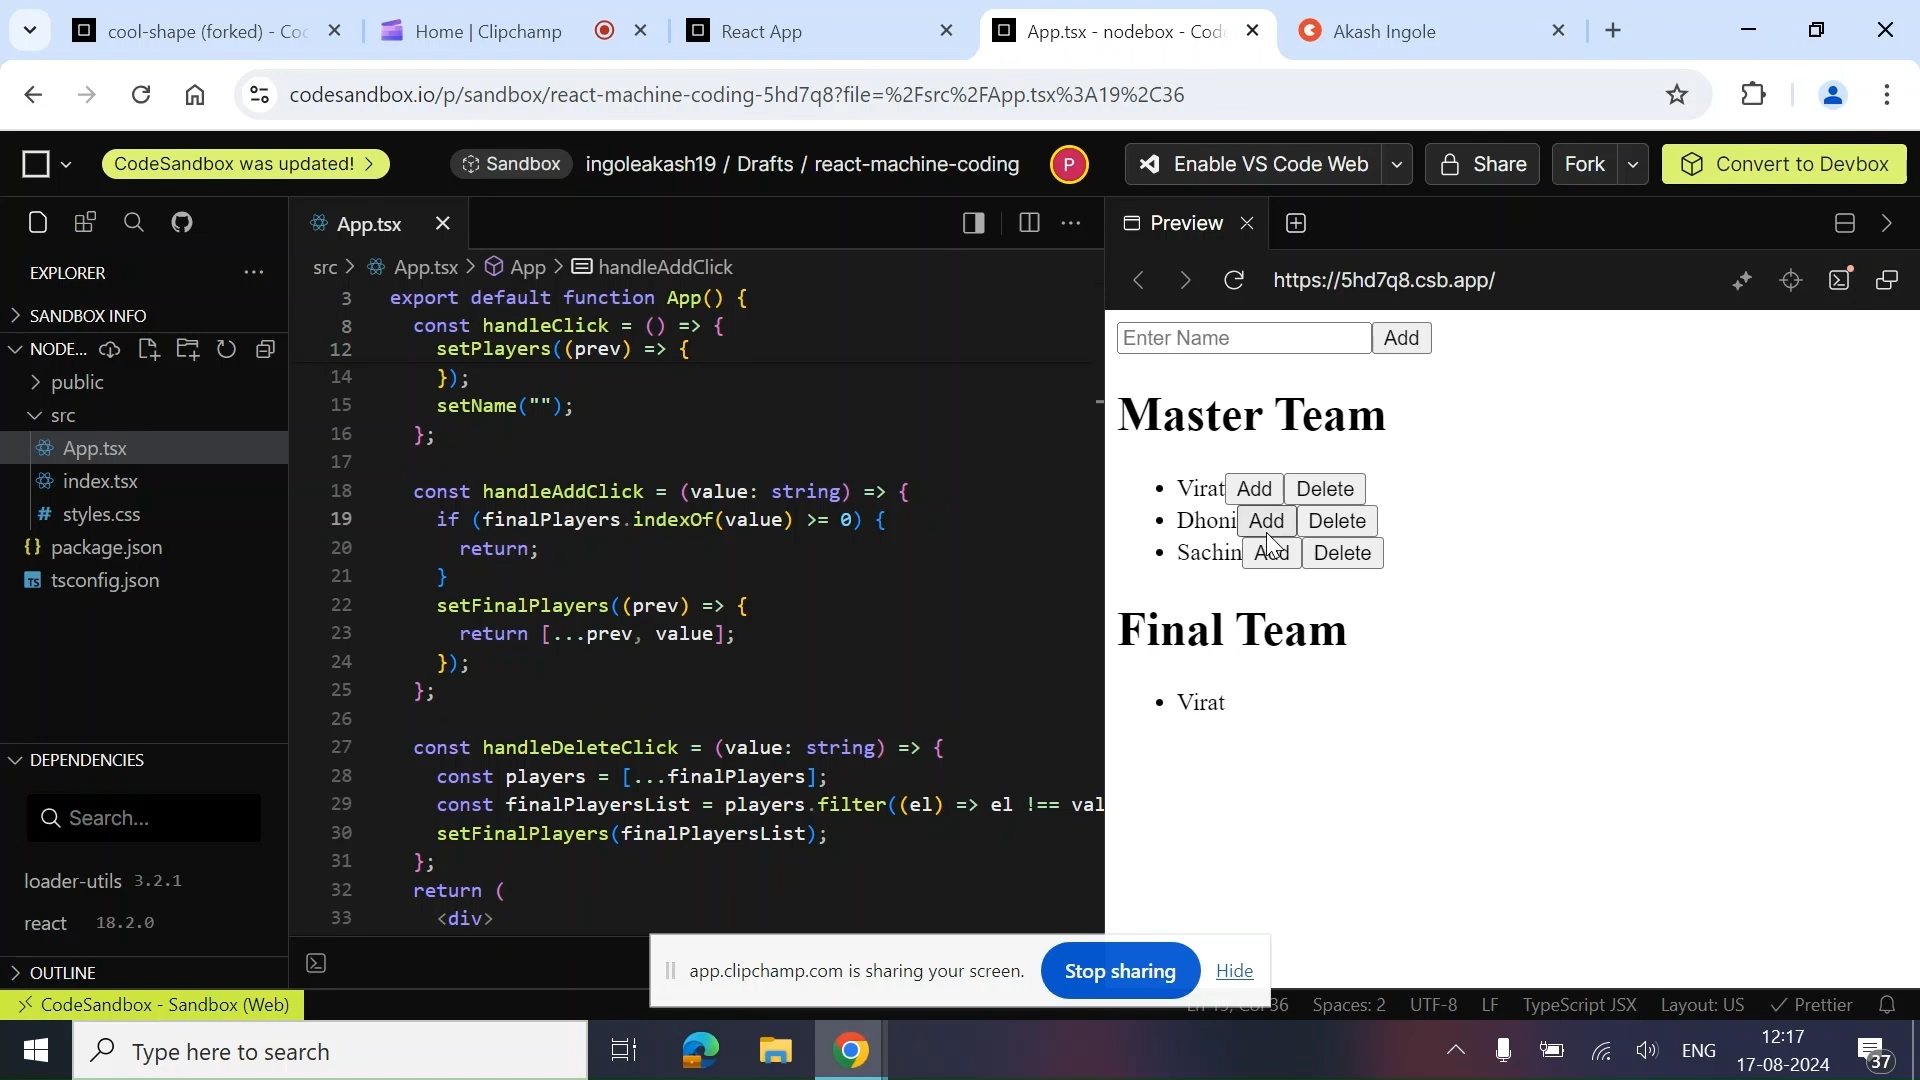 cool-shape (forked) - Co
Home | Clipchamp
React App
App.tsx - nodebox - Code
Akash Ingole
codesandbox.io/p/sandbox/react-machine-coding-5hd7q8?file=%2Fsrc%2FApp.tsx%3A19%2C36
CodeSandbox was updated! >
Sandbox
ingoleakash19 / Drafts / react-machine-coding
P
Enable VS Code Web
Share
Fork
Convert to Devbox
EXPLORER
SANDBOX INFO
NODE...
public
src
App.tsx
index.tsx
# styles.css
{} package.json
TS tsconfig.json
DEPENDENCIES
Search...
loader-utils 3.2.1
react 18.2.0
OUTLINE
App.tsx
src > App.tsx > App > handleAddClick
3 export default function App() {
8 const handleClick = () => {
12 setPlayers((prev) => {
14 });
15 setName("");
16 };
17
18 const handleAddClick = (value: string) => {
19 if (finalPlayers.indexOf(value) >= 0) {
20 return;
21 }
22 setFinalPlayers((prev) => {
23 return [...prev, value];
24 });
25 };
26
27 const handleDeleteClick = (value: string) => {
28 const players = [...finalPlayers];
29 const finalPlayersList = players.filter((el) => el !== val
30 setFinalPlayers(finalPlayersList);
31 };
32 return (
33 <div>
Preview
https://5hd7q8.csb.app/
Enter Name
Add
Master Team
• Virat Add Delete
• Dhoni Add Delete
• Sachin Add Delete
Final Team
• Virat
app.clipchamp.com is sharing your screen.
Stop sharing
Hide
CodeSandbox - Sandbox (Web)
Spaces: 2
UTF-8
LF
TypeScript JSX
Layout: US
Prettier
Type here to search
ENG
12:17
17-08-2024
37